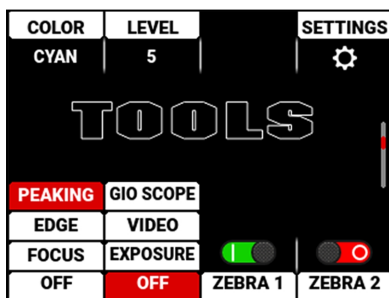 COLOR LEVEL SETTINGS
CYAN 5
TOOLS
PEAKING GIO SCOPE
EDGE VIDEO
FOCUS EXPOSURE
OFF OFF ZEBRA 1 ZEBRA 2